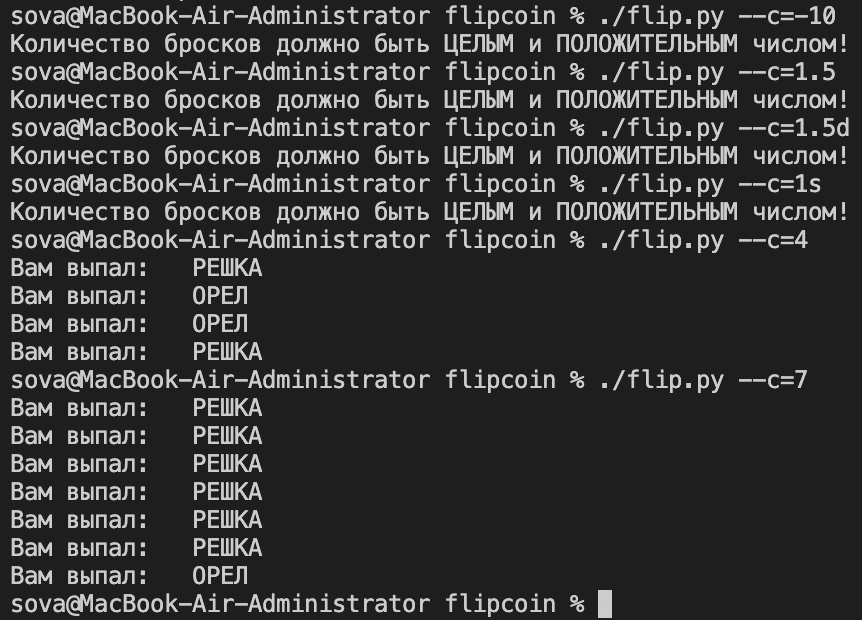 sova@MacBook-Air-Administrator flipcoin % ./flip.py --c=-10
Количество бросков должно быть ЦЕЛЫМ и ПОЛОЖИТЕЛЬНЫМ числом!
sova@MacBook-Air-Administrator flipcoin % ./flip.py --c=1.5
Количество бросков должно быть ЦЕЛЫМ и ПОЛОЖИТЕЛЬНЫМ числом!
sova@MacBook-Air-Administrator flipcoin % ./flip.py --c=1.5d
Количество бросков должно быть ЦЕЛЫМ и ПОЛОЖИТЕЛЬНЫМ числом!
sova@MacBook-Air-Administrator flipcoin % ./flip.py --c=1s
Количество бросков должно быть ЦЕЛЫМ и ПОЛОЖИТЕЛЬНЫМ числом!
sova@MacBook-Air-Administrator flipcoin % ./flip.py --c=4
Вам выпал:   РЕШКА
Вам выпал:   ОРЕЛ
Вам выпал:   ОРЕЛ
Вам выпал:   РЕШКА
sova@MacBook-Air-Administrator flipcoin % ./flip.py --c=7
Вам выпал:   РЕШКА
Вам выпал:   РЕШКА
Вам выпал:   РЕШКА
Вам выпал:   РЕШКА
Вам выпал:   РЕШКА
Вам выпал:   РЕШКА
Вам выпал:   ОРЕЛ
sova@MacBook-Air-Administrator flipcoin %